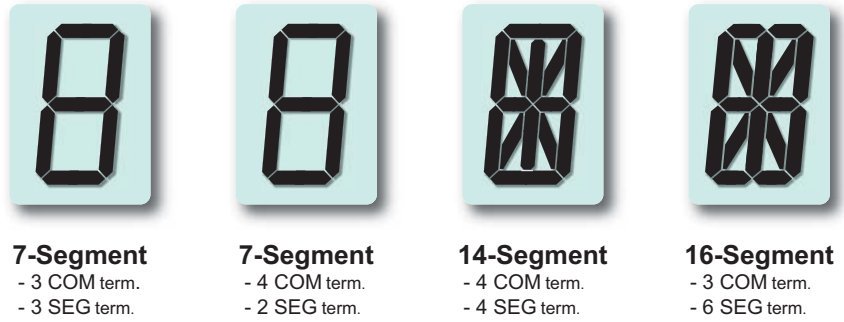 7-Segment
- 3 COM term.
- 3 SEG term.
7-Segment
- 4 COM term.
- 2 SEG term.
14-Segment
- 4 COM term.
- 4 SEG term.
16-Segment
- 3 COM term.
- 6 SEG term.